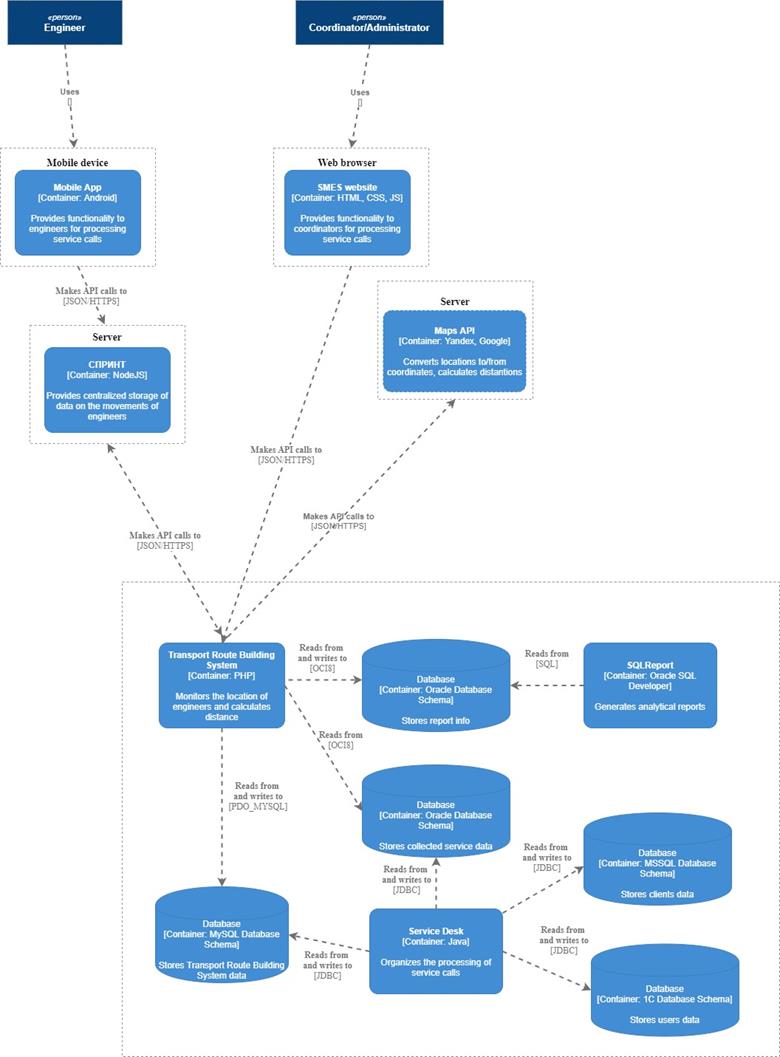 «person»
Engineer
«person»
Coordinator/Administrator
Uses
[]
Uses
[]
Mobile device
Mobile App
[Container: Android]
Provides functionality to
engineers for processing
service calls
Web browser
SMES website
[Container: HTML, CSS, JS]
Provides functionality to
coordinators for processing
service calls
Makes API calls to
[JSON/HTTPS]
Server
СПРИНТ
[Container: NodeJS]
Provides centralized storage of
data on the movements of
engineers
Server
Maps API
[Container: Yandex, Google]
Converts locations to/from
coordinates, calculates distantions
Makes API calls to
[JSON/HTTPS]
Makes API calls to
[JSON/HTTPS]
Makes API calls to
[JSON/HTTPS]
Transport Route Building
System
[Container: PHP]
Monitors the location of
engineers and calculates
distance
Reads from
and writes to
[OCI8]
Database
[Container: Oracle Database
Schema]
Stores report info
Reads from
[SQL]
SQLReport
[Container: Oracle SQL
Developer]
Generates analytical reports
Reads from
[OCI8]
Reads from
and writes to
[PDO_MYSQL]
Database
[Container: Oracle Database
Schema]
Stores collected service data
Reads from
and writes to
[JDBC]
Reads from
and writes to
[JDBC]
Database
[Container: MSSQL Database
Schema]
Stores clients data
Database
[Container: MySQL Database
Schema]
Stores Transport Route Building
System data
Reads from
and writes to
[JDBC]
Service Desk
[Container: Java]
Organizes the processing of
service calls
Reads from
and writes to
[JDBC]
Database
[Container: 1C Database Schema]
Stores users data